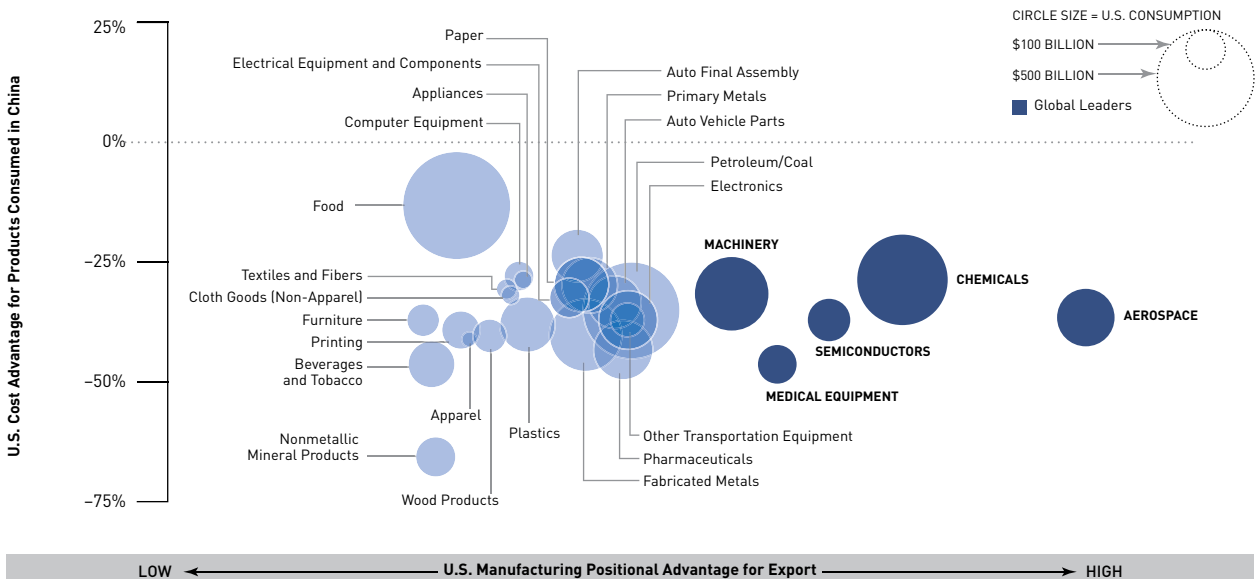 CIRCLE SIZE = U.S. CONSUMPTION
$100 BILLION
$500 BILLION
Global Leaders
U.S. Cost Advantage for Products Consumed in China
25%
0%
−25%
−50%
−75%
Paper
Electrical Equipment and Components
Appliances
Computer Equipment
Auto Final Assembly
Primary Metals
Auto Vehicle Parts
Petroleum/Coal
Electronics
Food
Textiles and Fibers
Cloth Goods (Non-Apparel)
Furniture
Printing
Beverages
and Tobacco
Apparel
Plastics
Nonmetallic
Mineral Products
Wood Products
MACHINERY
CHEMICALS
AEROSPACE
SEMICONDUCTORS
MEDICAL EQUIPMENT
Other Transportation Equipment
Pharmaceuticals
Fabricated Metals
LOW
U.S. Manufacturing Positional Advantage for Export
HIGH